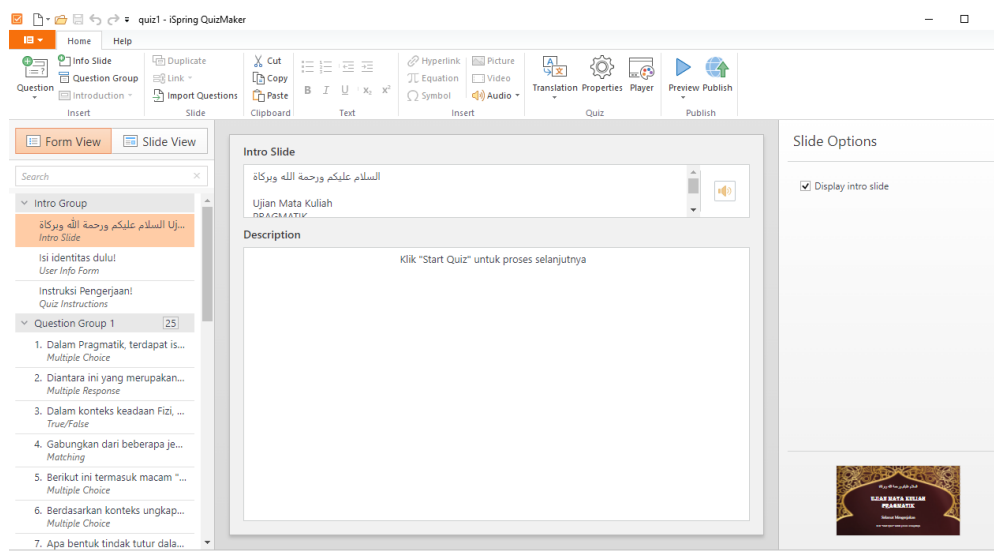 quiz1 - iSpring QuizMaker
Home Help
Question
Info Slide
Question Group
Introduction
Insert
Duplicate
Link
Import Questions
Slide
Cut
Copy
Paste
Clipboard
B I U X₂ X²
Text
Hyperlink
Equation
Symbol
Picture
Video
Audio
Insert
Translation Properties Player
Quiz
Preview Publish
Publish
Form View Slide View
Search
Intro Group
السلام عليكم ورحمة الله وبركاة Uj...
Intro Slide
Isi identitas dulu!
User Info Form
Instruksi Pengerjaan!
Quiz Instructions
Question Group 1 25
1. Dalam Pragmatik, terdapat is...
Multiple Choice
2. Diantara ini yang merupakan...
Multiple Response
3. Dalam konteks keadaan Fizi, ...
True/False
4. Gabungkan dari beberapa je...
Matching
5. Berikut ini termasuk macam "...
Multiple Choice
6. Berdasarkan konteks ungkap...
Multiple Choice
7. Apa bentuk tindak tutur dala...
Intro Slide
السلام عليكم ورحمة الله وبركاة
Ujian Mata Kuliah
PRAGMATIK
Description
Klik "Start Quiz" untuk proses selanjutnya
Slide Options
Display intro slide
UJIAN MATA KULIAH
PRAGMATIK